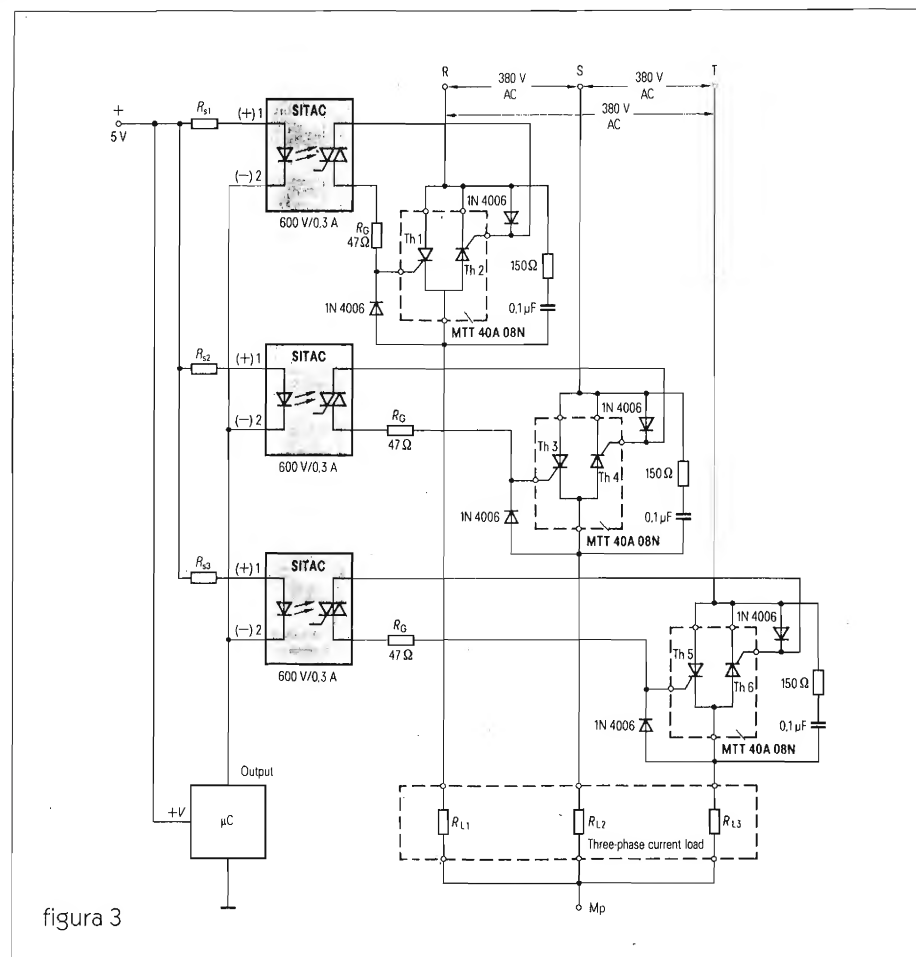 R
S
T
380 V
AC
380 V
AC
380 V
AC
+
5 V
Rs1
(+) 1
SITAC
(−) 2
600 V/0,3 A
RG
47Ω
1N 4006
Th 1
Th 2
1N 4006
150Ω
0,1 µF
MTT 40A 08N
Rs2
(+) 1
SITAC
(−) 2
600 V/0,3 A
RG
47 Ω
1N 4006
Th 3
Th 4
1N 4006
150 Ω
0,1 µF
MTT 40A 08N
Rs3
(+) 1
SITAC
(−) 2
600 V/0,3 A
RG
47 Ω
1N 4006
Th 5
Th 6
1N 4006
150 Ω
0,1 µF
MTT 40A 08N
Output
+V
µC
RL1
RL2
RL3
Three-phase current load
Mp
figura 3